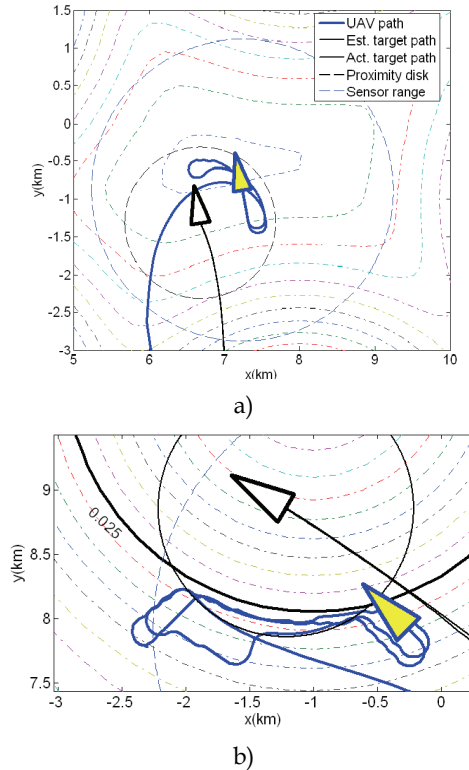 1.5
1
0.5
0
-0.5
-1
-1.5
-2
-2.5
-3
y(km)
UAV path
Est. target path
Act. target path
Proximity disk
Sensor range
5 6 7 8 9 10
x(km)
a)
9
8.5
8
7.5
y(km)
0.025
-3 -2.5 -2 -1.5 -1 -0.5 0
x(km)
b)